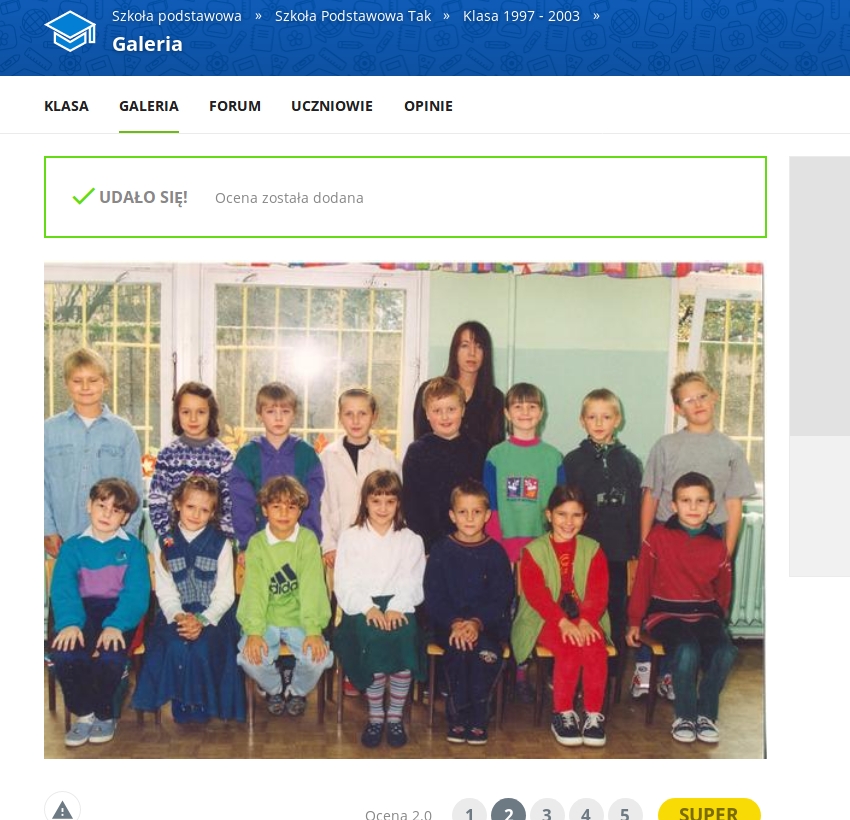 Szkoła podstawowa » Szkoła Podstawowa Tak » Klasa 1997 - 2003 »
Galeria
KLASA GALERIA FORUM UCZNIOWIE OPINIE
UDAŁO SIĘ! Ocena została dodana
adidas
Ocena 2.0 1 2 3 4 5 SUPER